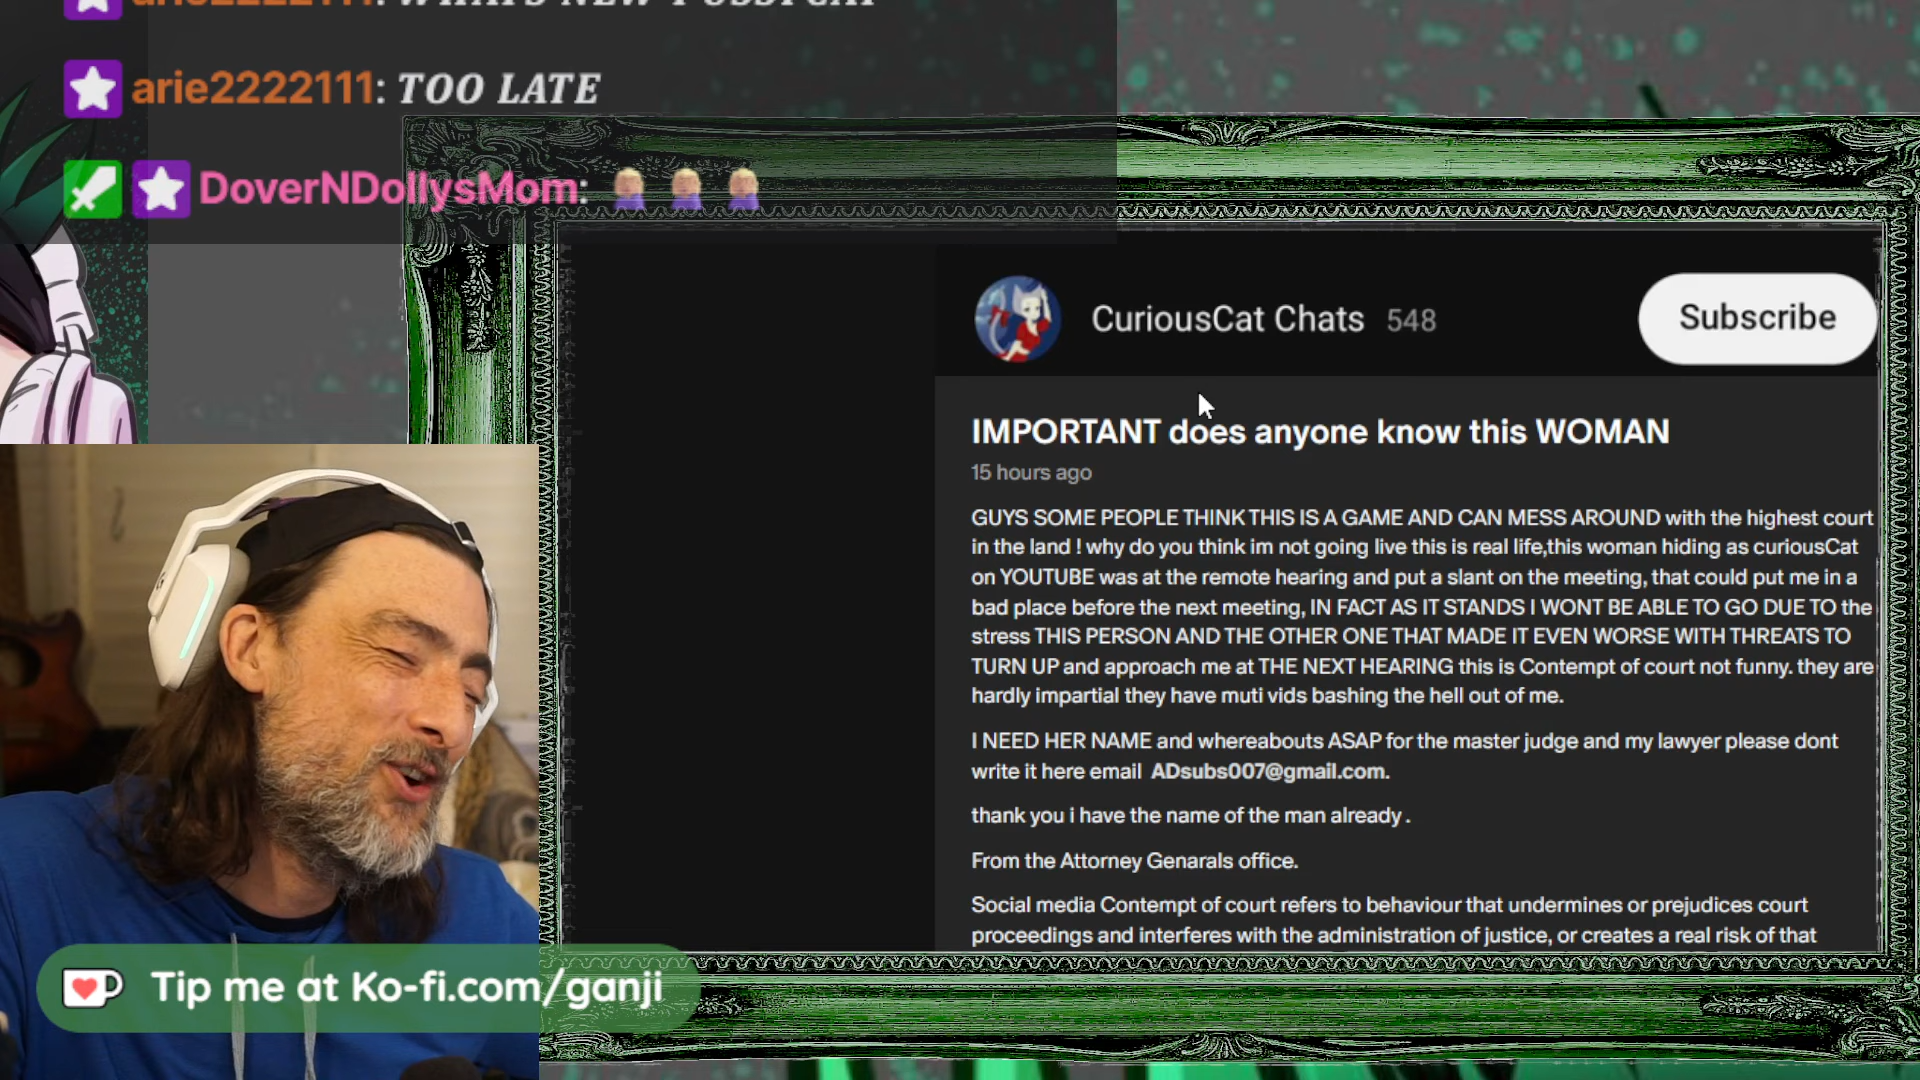 arie2222111: WHATS NEW PUSSYCAT
arie2222111: TOO LATE
DoverNDollysMom:
CuriousCat Chats 548
Subscribe
IMPORTANT does anyone know this WOMAN
15 hours ago
GUYS SOME PEOPLE THINK THIS IS A GAME AND CAN MESS AROUND with the highest court
in the land ! why do you think im not going live this is real life,this woman hiding as curiousCat
on YOUTUBE was at the remote hearing and put a slant on the meeting, that could put me in a
bad place before the next meeting, IN FACT AS IT STANDS I WONT BE ABLE TO GO DUE TO the
stress THIS PERSON AND THE OTHER ONE THAT MADE IT EVEN WORSE WITH THREATS TO
TURN UP and approach me at THE NEXT HEARING this is Contempt of court not funny. they are
hardly impartial they have muti vids bashing the hell out of me.
I NEED HER NAME and whereabouts ASAP for the master judge and my lawyer please dont
write it here email ADsubs007@gmail.com.
thank you i have the name of the man already .
From the Attorney Genarals office.
Social media Contempt of court refers to behaviour that undermines or prejudices court
proceedings and interferes with the administration of justice, or creates a real risk of that
Tip me at Ko-fi.com/ganji